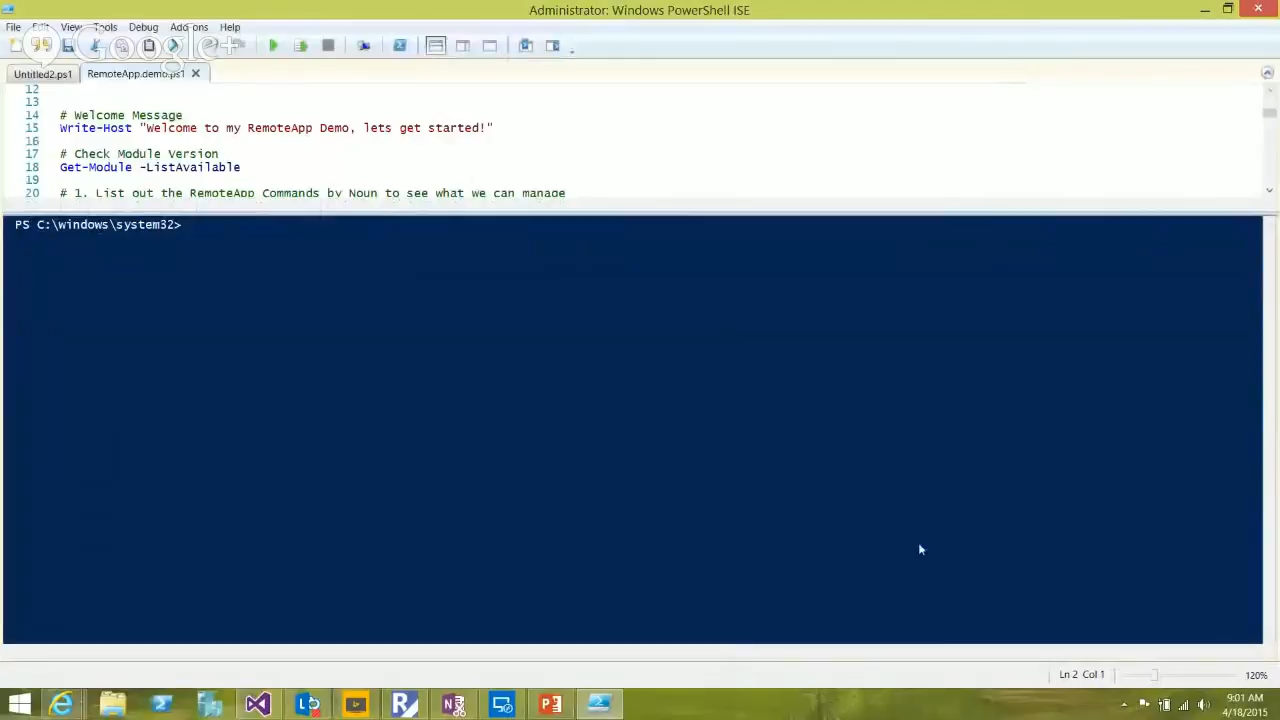 Administrator: Windows PowerShell ISE
File Edit View Tools Debug Add-ons Help
Google+
Untitled2.ps1 RemoteApp.demo.ps1
12
13
14 # Welcome Message
15 Write-Host "Welcome to my RemoteApp Demo, lets get started!"
16
17 # Check Module Version
18 Get-Module -ListAvailable
19
20 # 1. List out the RemoteApp Commands by Noun to see what we can manage
PS C:\windows\system32>
Ln 2 Col 1 120%
9:01 AM
4/18/2015